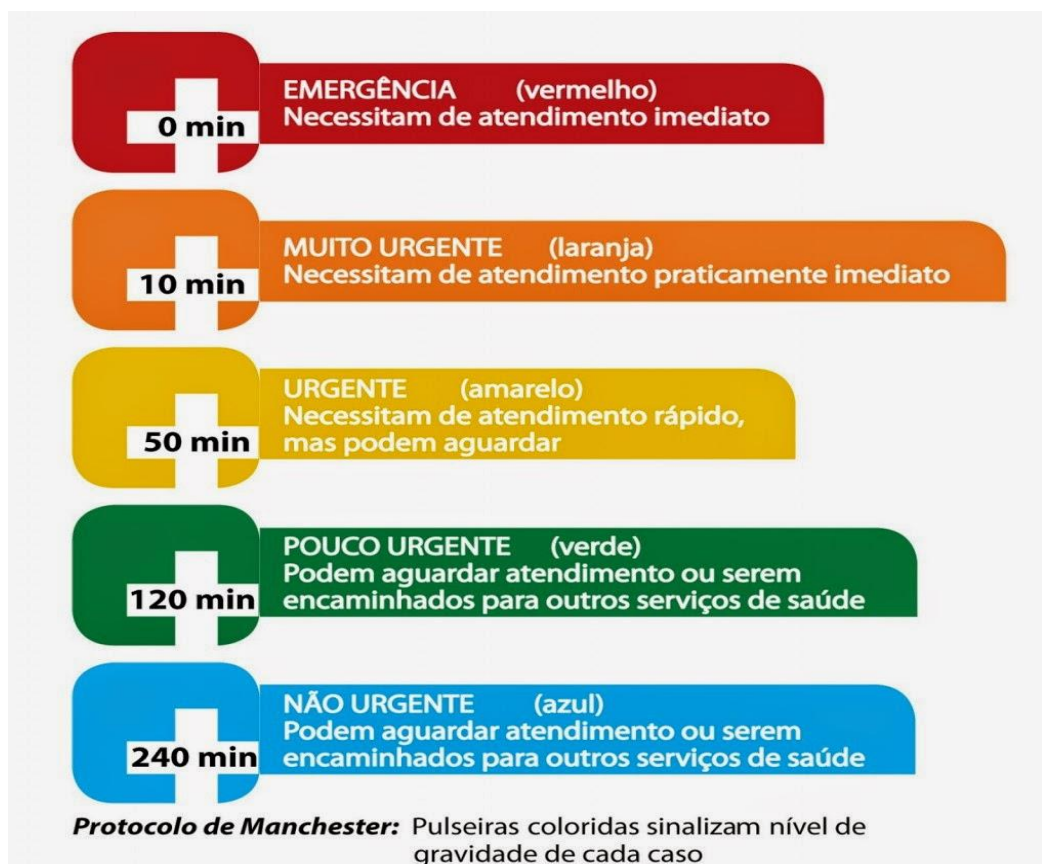 EMERGÊNCIA (vermelho)
Necessitam de atendimento imediato
0 min
MUITO URGENTE (laranja)
Necessitam de atendimento praticamente imediato
10 min
URGENTE (amarelo)
Necessitam de atendimento rápido,
mas podem aguardar
50 min
POUCO URGENTE (verde)
Podem aguardar atendimento ou serem
encaminhados para outros serviços de saúde
120 min
NÃO URGENTE (azul)
Podem aguardar atendimento ou serem
encaminhados para outros serviços de saúde
240 min
Protocolo de Manchester: Pulseiras coloridas sinalizam nível de
gravidade de cada caso